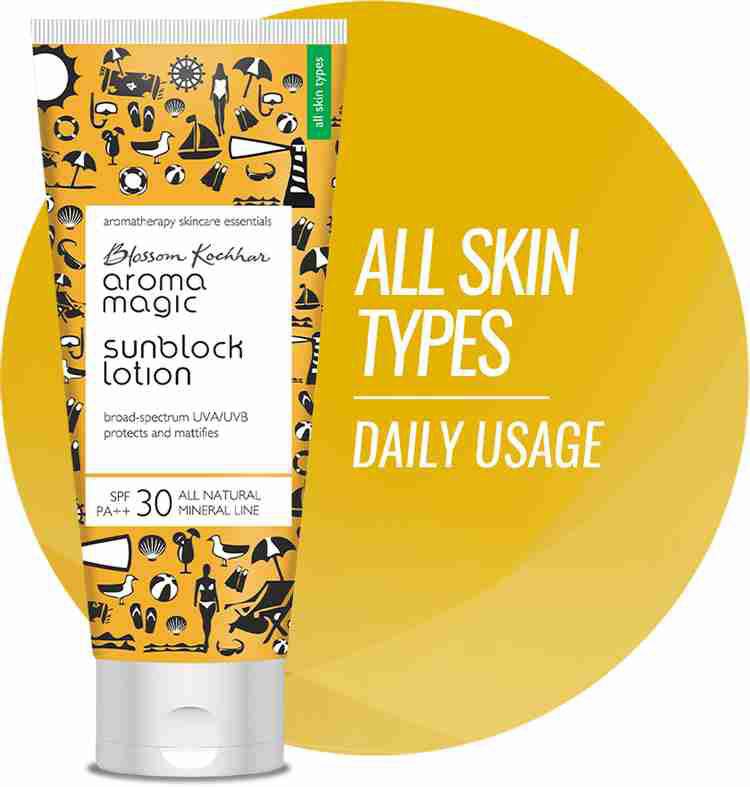 all skin types
aromatherapy skincare essentials
Blossom Kochhar
aroma
magic
sunblock
lotion
broad-spectrum UVA/UVB
protects and mattifies
SPF 30 ALL NATURAL
PA++ MINERAL LINE
ALL SKIN
TYPES
DAILY USAGE